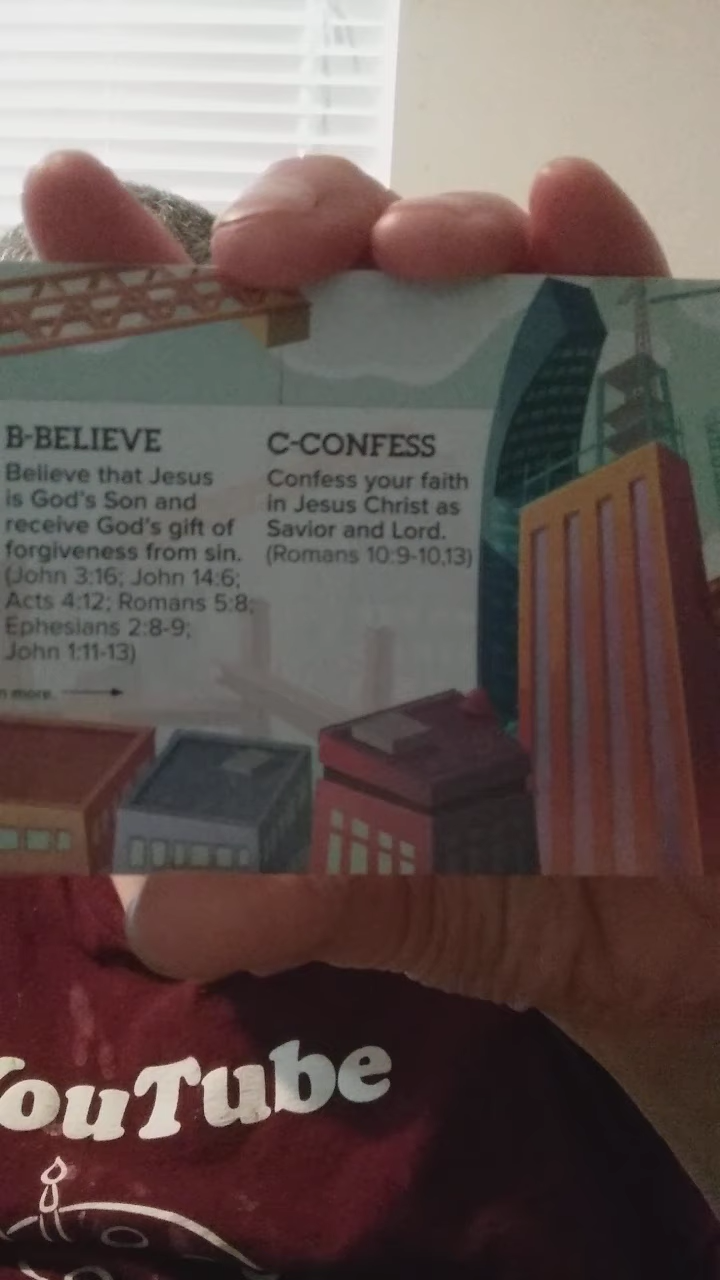 B-BELIEVE
Believe that Jesus
is God's Son and
receive God's gift of
forgiveness from sin.
(John 3:16; John 14:6;
Acts 4:12; Romans 5:8;
Ephesians 2:8-9;
John 1:11-13)
more.
C-CONFESS
Confess your faith
in Jesus Christ as
Savior and Lord.
(Romans 10:9-10,13)
YouTube